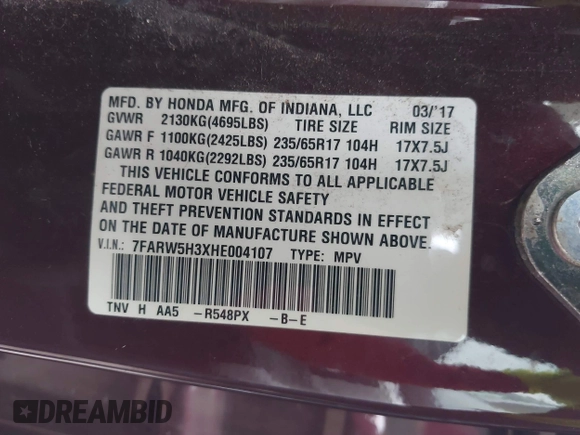 MFD. BY HONDA MFG. OF INDIANA, LLC 03/'17
GVWR 2130KG(4695LBS) TIRE SIZE RIM SIZE
GAWR F 1100KG(2425LBS) 235/65R17 104H 17X7.5J
GAWR R 1040KG(2292LBS) 235/65R17 104H 17X7.5J
THIS VEHICLE CONFORMS TO ALL APPLICABLE
FEDERAL MOTOR VEHICLE SAFETY
AND THEFT PREVENTION STANDARDS IN EFFECT
ON THE DATE OF MANUFACTURE SHOWN ABOVE.
V.I.N.: 7FARW5H3XHE004107 TYPE: MPV
TNV H AA5 -R548PX -B-E
DREAMBID